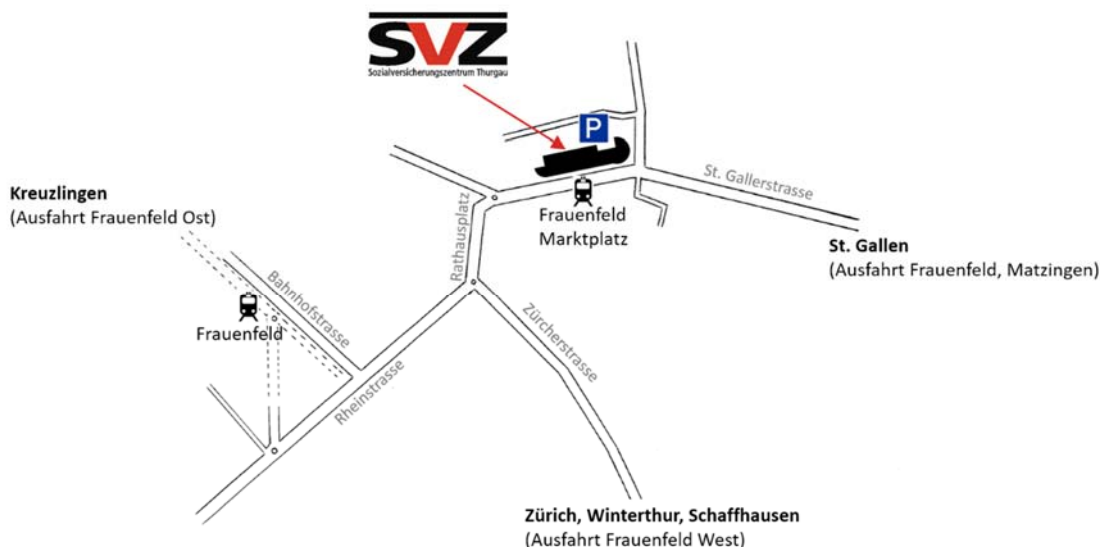 SVZ
Sozialversicherungszentrum Thurgau
P
St. Gallerstrasse
Kreuzlingen
(Ausfahrt Frauenfeld Ost)
Rathausplatz
Frauenfeld
Marktplatz
St. Gallen
(Ausfahrt Frauenfeld, Matzingen)
Bahnhofstrasse
Frauenfeld
Zürcherstrasse
Rheinstrasse
Zürich, Winterthur, Schaffhausen
(Ausfahrt Frauenfeld West)